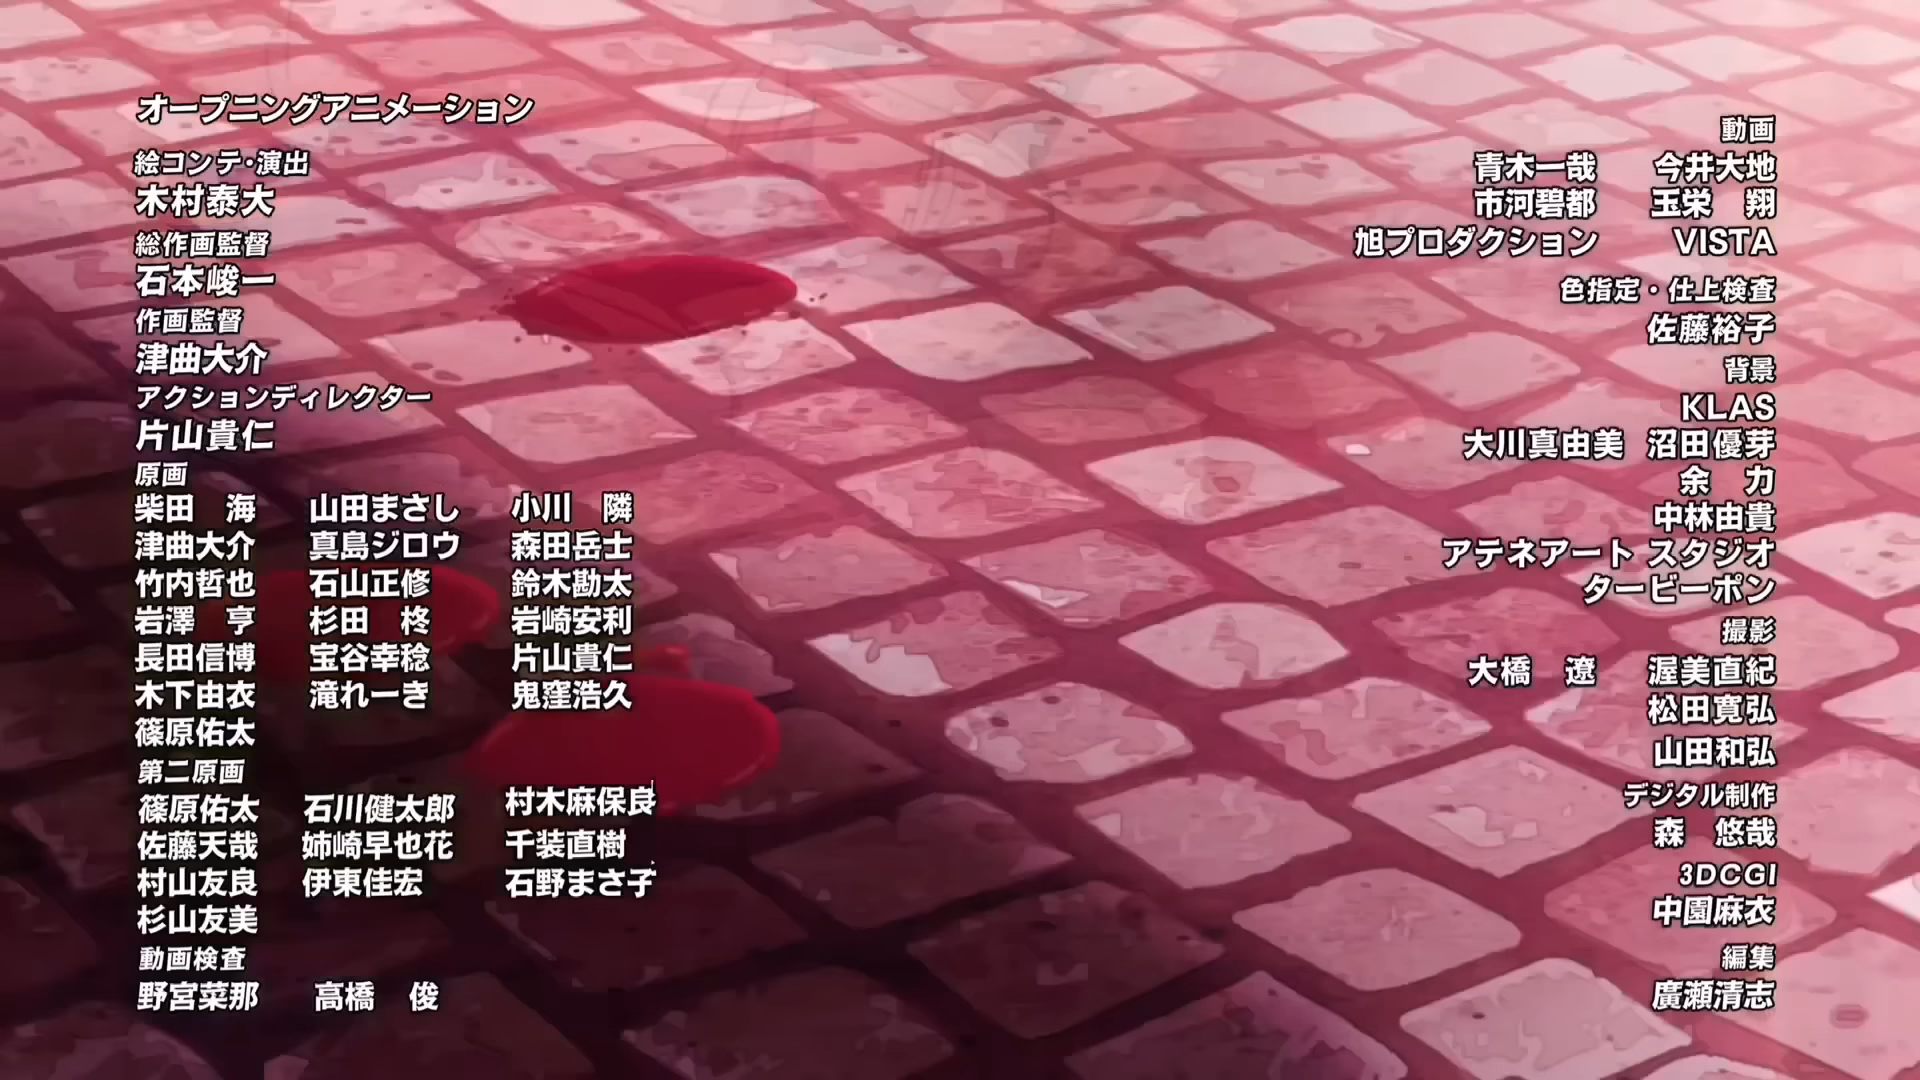 オープニングアニメーション
絵コンテ・演出
木村泰大
総作画監督
石本峻一
作画監督
津曲大介
アクションディレクター
片山貴仁
原画
柴田　海　山田まさし　小川　隣
津曲大介　真島ジロウ　森田岳士
竹内哲也　石山正修　鈴木勘太
岩澤　亨　杉田　柊　岩崎安利
長田信博　宝谷幸稔　片山貴仁
木下由衣　滝れーき　鬼窪浩久
篠原佑太
第二原画
篠原佑太　石川健太郎　村木麻保良
佐藤天哉　姉崎早也花　千装直樹
村山友良　伊東佳宏　石野まさ子
杉山友美
動画検査
野宮菜那　高橋　俊
動画
青木一哉　今井大地
市河碧都　玉栄　翔
旭プロダクション　VISTA
色指定・仕上検査
佐藤裕子
背景
KLAS
大川真由美　沼田優芽
余　力
中林由貴
アテネアート スタジオ
タービーポン
撮影
大橋　遼　渥美直紀
松田寛弘
山田和弘
デジタル制作
森　悠哉
3DCGI
中園麻衣
編集
廣瀬清志